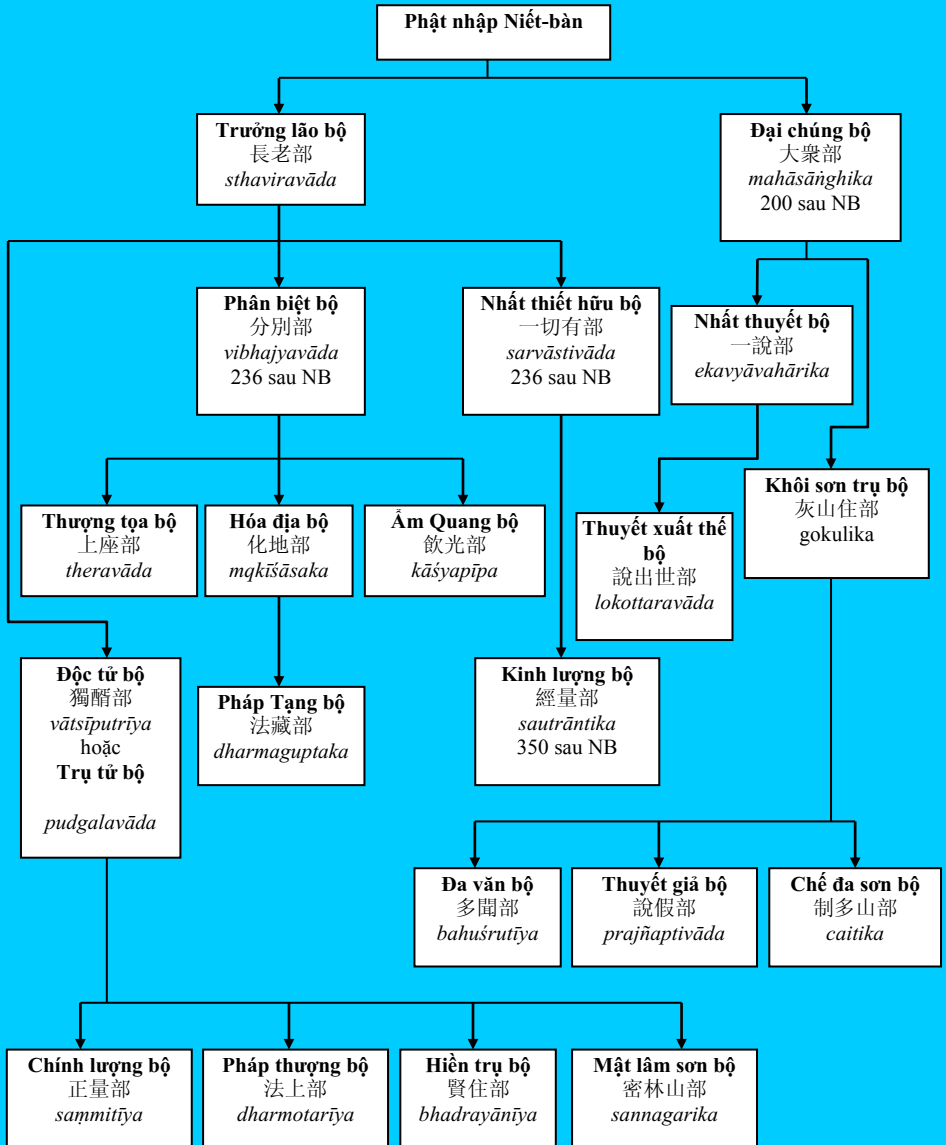 Phật nhập Niết-bàn
Trưởng lão bộ
長老部
sthaviravāda
Đại chúng bộ
大衆部
mahāsāṅghika
200 sau NB
Phân biệt bộ
分別部
vibhajyavāda
236 sau NB
Nhất thiết hữu bộ
一切有部
sarvāstivāda
236 sau NB
Nhất thuyết bộ
一說部
ekavyāvahārika
Thượng tọa bộ
上座部
theravāda
Hóa địa bộ
化地部
mqkīśāsaka
Ẩm Quang bộ
飲光部
kāśyapīpa
Thuyết xuất thế
bộ
說出世部
lokottaravāda
Khôi sơn trụ bộ
灰山住部
gokulika
Độc tử bộ
獨醑部
vātsīputrīya
hoặc
Trụ tử bộ
pudgalavāda
Pháp Tạng bộ
法藏部
dharmaguptaka
Kinh lượng bộ
經量部
sautrāntika
350 sau NB
Đa văn bộ
多聞部
bahuśrutīya
Thuyết giả bộ
說假部
prajñaptivāda
Chế đa sơn bộ
制多山部
caitika
Chính lượng bộ
正量部
saṃmitīya
Pháp thượng bộ
法上部
dharmotarīya
Hiền trụ bộ
賢住部
bhadrayānīya
Mật lâm sơn bộ
密林山部
sannagarika